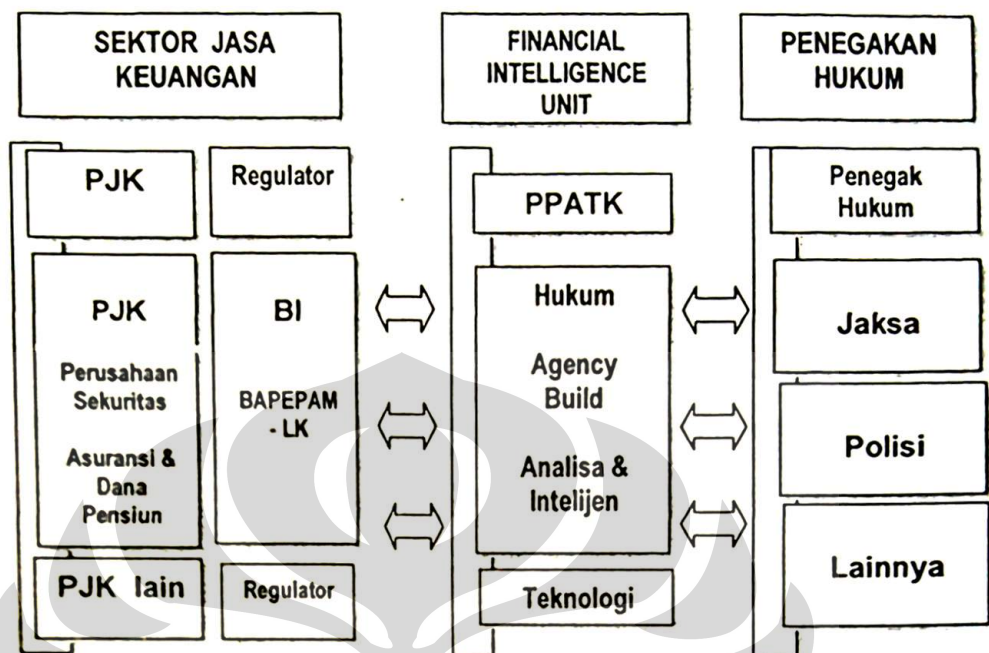 SEKTOR JASA
KEUANGAN
FINANCIAL
INTELLIGENCE
UNIT
PENEGAKAN
HUKUM
PJK
Regulator
PJK
Perusahaan
Sekuritas
Asuransi &
Dana
Pensiun
BI
BAPEPAM
- LK
PJK lain
Regulator
PPATK
Hukum
Agency
Build
Analisa &
Intelijen
Teknologi
Penegak
Hukum
Jaksa
Polisi
Lainnya